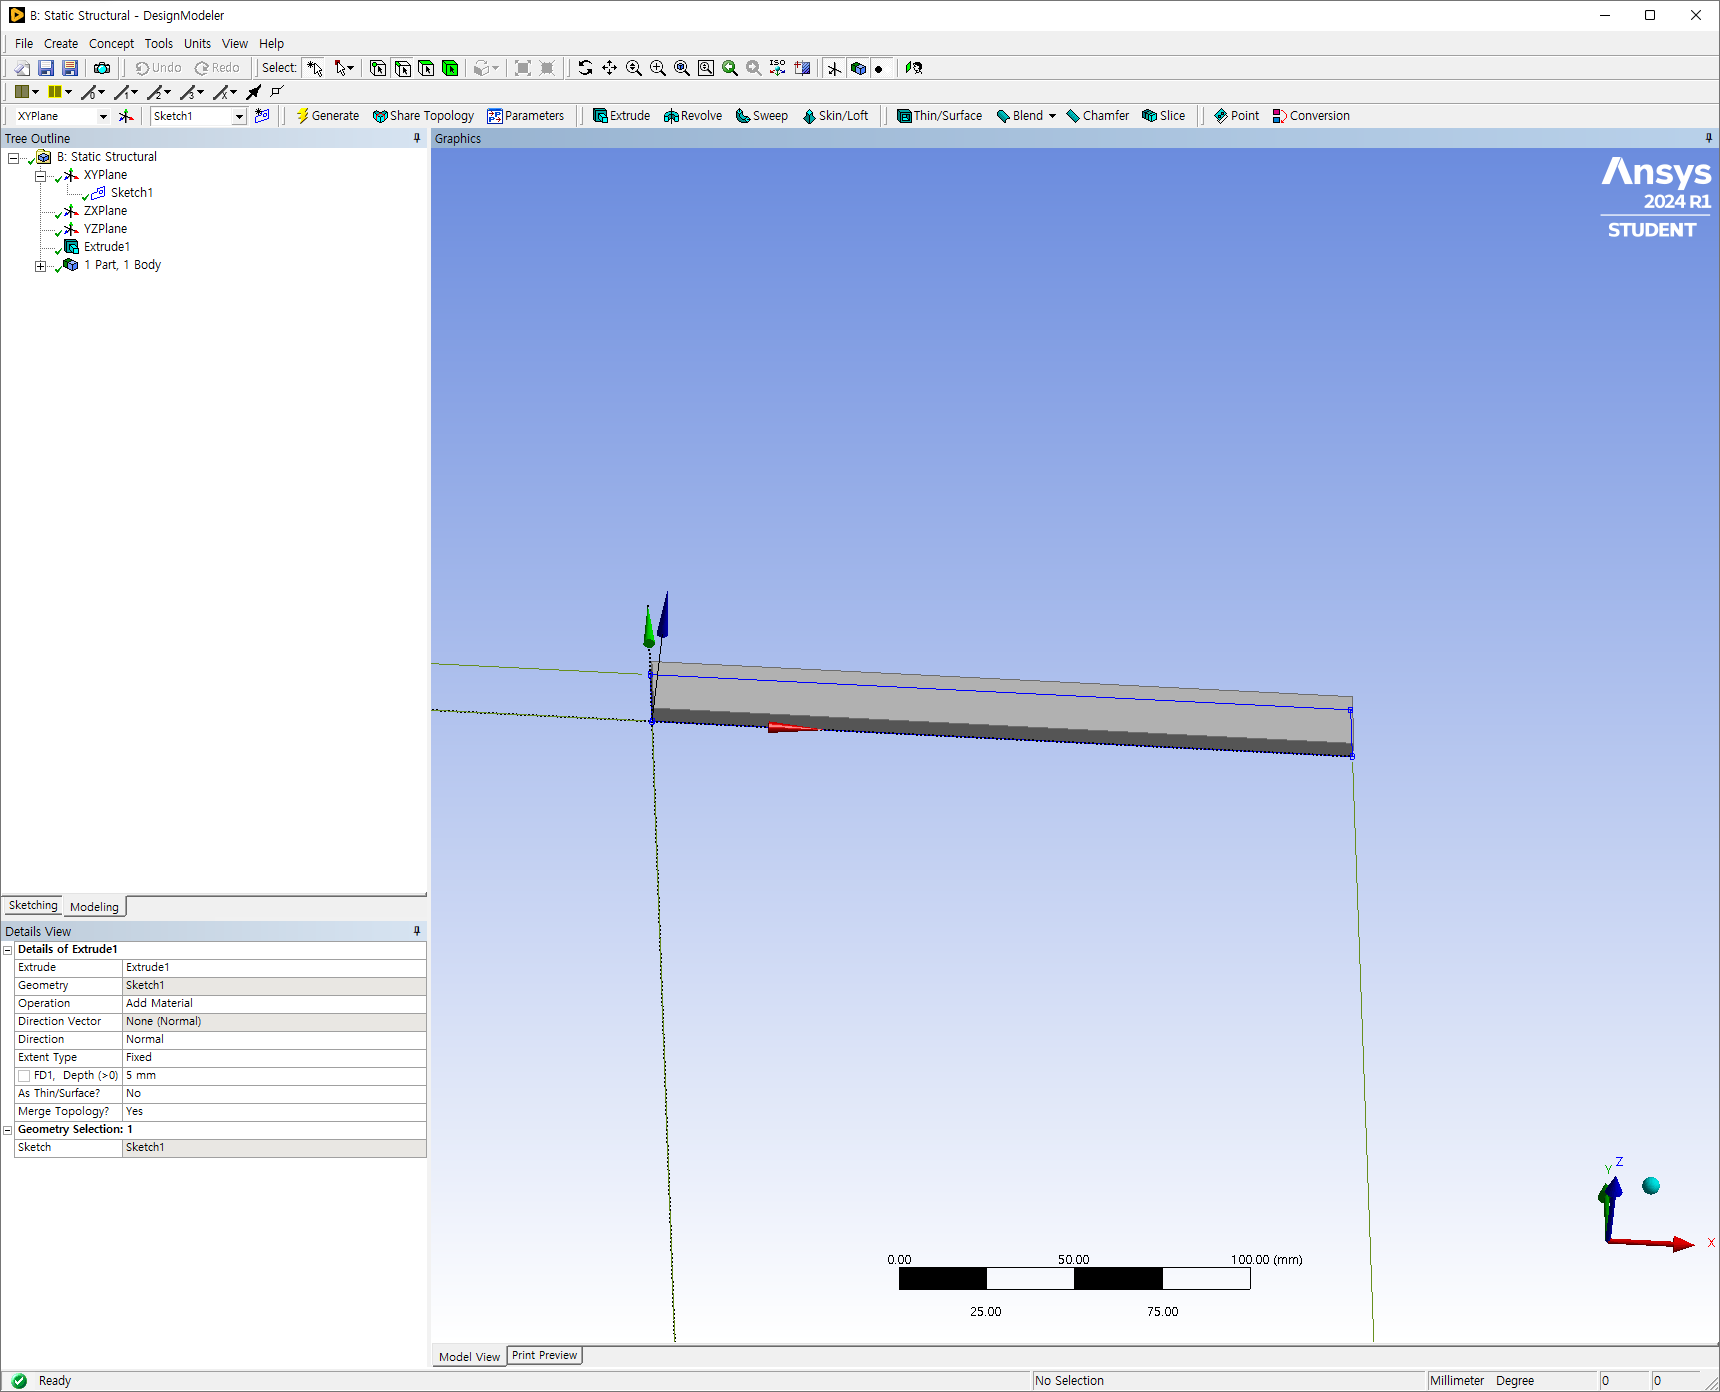 B: Static Structural - DesignModeler
File Create Concept Tools Units View Help
Undo Redo Select: ISO
XYPlane Sketch1 Generate Share Topology Parameters Extrude Revolve Sweep Skin/Loft Thin/Surface Blend Chamfer Slice Point Conversion
Tree Outline
B: Static Structural
XYPlane
Sketch1
ZXPlane
YZPlane
Extrude1
1 Part, 1 Body
Sketching Modeling
Details View
Details of Extrude1
Extrude Extrude1
Geometry Sketch1
Operation Add Material
Direction Vector None (Normal)
Direction Normal
Extent Type Fixed
FD1, Depth (>0) 5 mm
As Thin/Surface? No
Merge Topology? Yes
Geometry Selection: 1
Sketch Sketch1
Graphics
Ansys
2024 R1
STUDENT
Y Z
X
0.00 50.00 100.00 (mm)
25.00 75.00
Model View Print Preview
Ready No Selection Millimeter Degree 0 0